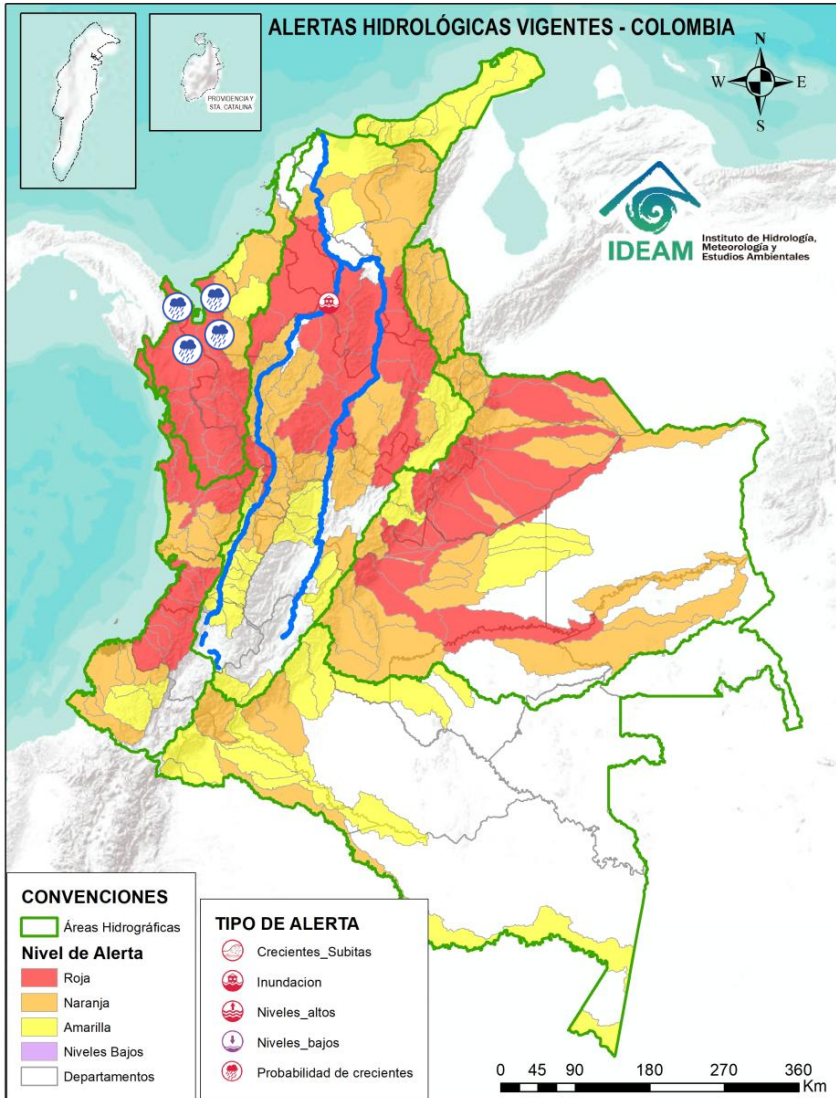 ALERTAS HIDROLÓGICAS VIGENTES - COLOMBIA
N
W
E
S
PROVIDENCIA Y
STA. CATALINA
IDEAM
Instituto de Hidrología,
Meteorología y
Estudios Ambientales
CONVENCIONES
Áreas Hidrográficas
Nivel de Alerta
Roja
Naranja
Amarilla
Niveles Bajos
Departamentos
TIPO DE ALERTA
Crecientes_Subitas
Inundacion
Niveles_altos
Niveles_bajos
Probabilidad de crecientes
0 45 90 180 270 360
Km